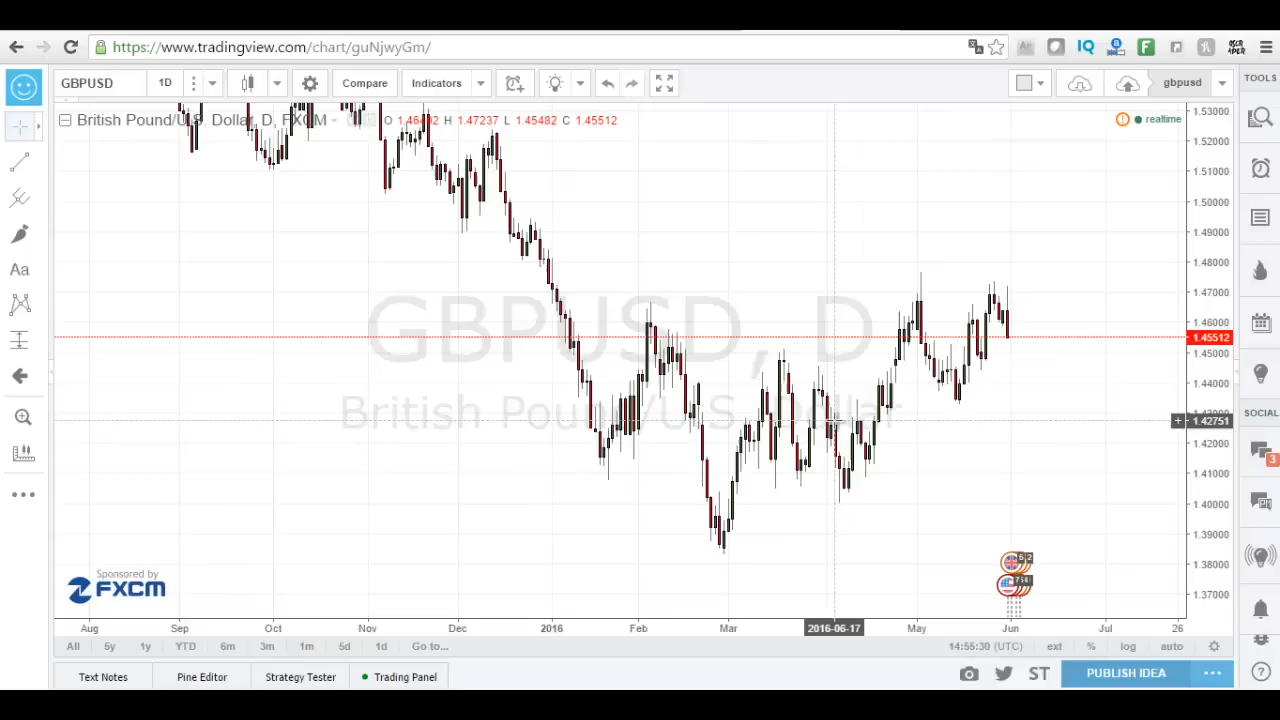 https://www.tradingview.com/chart/guNjwyGm/
IQ
GBPUSD 1D Compare Indicators gbpusd TOOLS
British Pound/U.S. Dollar, D, FXCM H 1.47237 L 1.45482 C 1.45512 realtime
1.53000
1.52000
1.51000
1.50000
1.49000
1.48000
1.47000
1.46000
1.45512
1.45000
1.44000
1.43000
1.42751
1.42000
1.41000
1.40000
1.39000
1.38000
1.37000
Aa
GBPUSD, D
British Pound/U.S. Dollar
SOCIAL
3
Sponsored by
FXCM
Aug Sep Oct Nov Dec 2016 Feb Mar 2016-06-17 May Jun Jul 26
All 5y 1y YTD 6m 3m 1m 5d 1d Go to... 14:55:30 (UTC) ext % log auto
Text Notes Pine Editor Strategy Tester Trading Panel ST PUBLISH IDEA